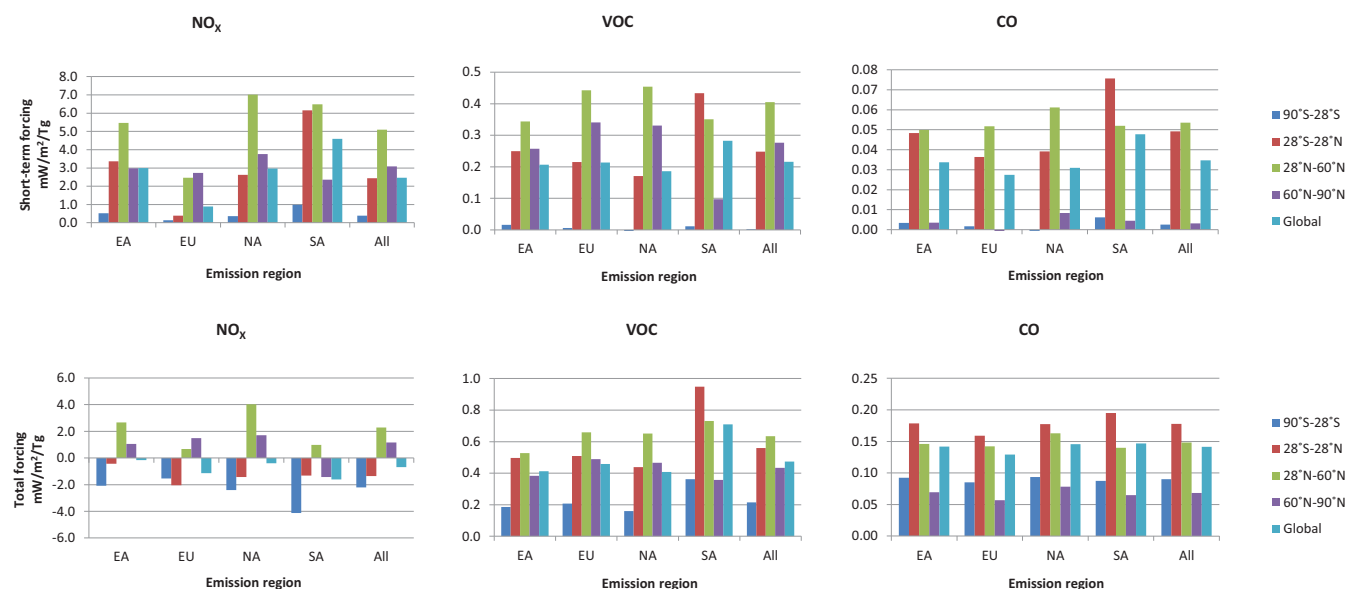 NOX
VOC
CO
Short-term forcing
mW/m²/Tg
8.0
7.0
6.0
5.0
4.0
3.0
2.0
1.0
0.0
EA EU NA SA All
Emission region
0.5
0.4
0.3
0.2
0.1
0.0
EA EU NA SA All
Emission region
0.08
0.07
0.06
0.05
0.04
0.03
0.02
0.01
0.00
EA EU NA SA All
Emission region
90˚S-28˚S
28˚S-28˚N
28˚N-60˚N
60˚N-90˚N
Global
NOX
VOC
CO
Total forcing
mW/m²/Tg
6.0
4.0
2.0
0.0
-2.0
-4.0
-6.0
EA EU NA SA All
Emission region
1.0
0.8
0.6
0.4
0.2
0.0
EA EU NA SA All
Emission region
0.25
0.20
0.15
0.10
0.05
0.00
EA EU NA SA All
Emission region
90˚S-28˚S
28˚S-28˚N
28˚N-60˚N
60˚N-90˚N
Global